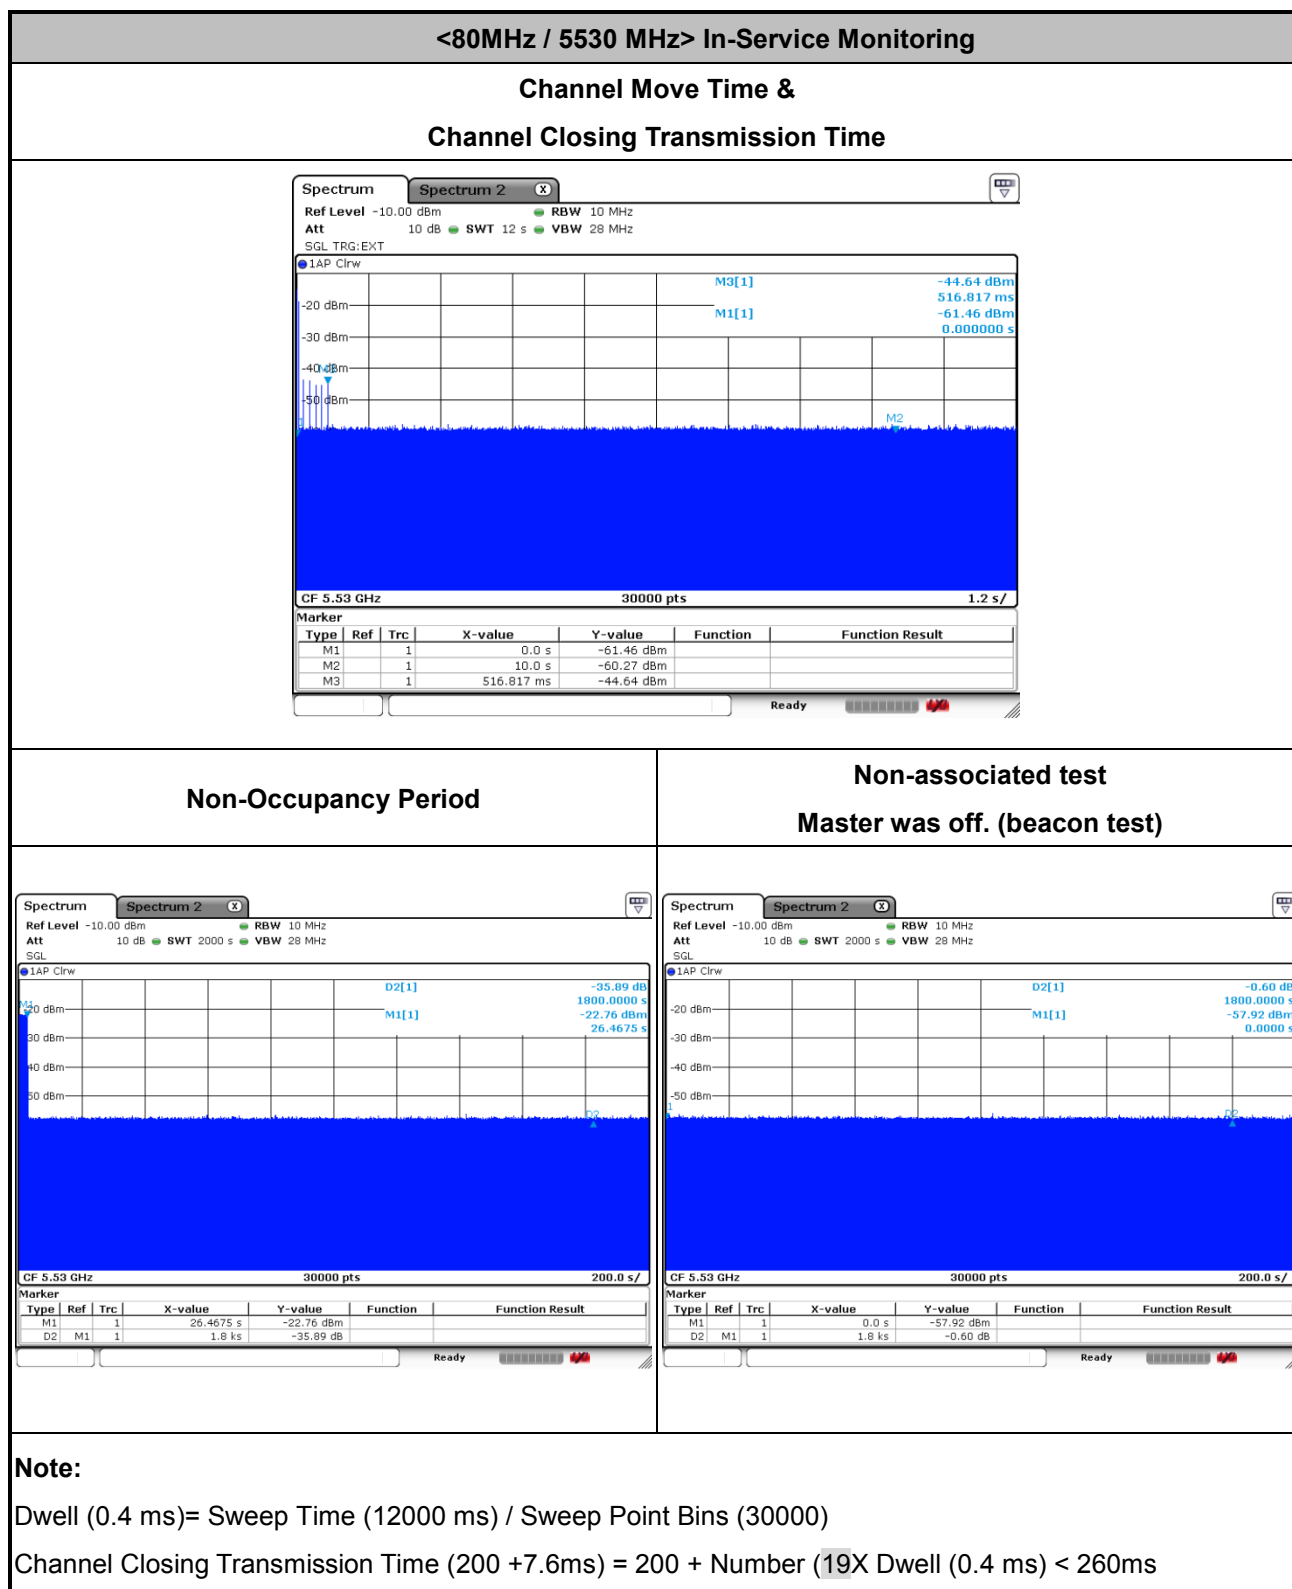 <80MHz / 5530 MHz> In-Service Monitoring
Channel Move Time &
Channel Closing Transmission Time
Spectrum Spectrum 2 X
Ref Level -10.00 dBm RBW 10 MHz
Att 10 dB SWT 12 s VBW 28 MHz
SGL TRG:EXT
1AP Clrw
M3[1] -44.64 dBm
516.817 ms
-20 dBm
M1[1] -61.46 dBm
0.000000 s
-30 dBm
-40 dBm
-50 dBm
M2
CF 5.53 GHz 30000 pts 1.2 s/
Marker
Type Ref Trc X-value Y-value Function Function Result
M1 1 0.0 s -61.46 dBm
M2 1 10.0 s -60.27 dBm
M3 1 516.817 ms -44.64 dBm
Ready
Non-Occupancy Period
Non-associated test
Master was off. (beacon test)
Spectrum Spectrum 2 X
Ref Level -10.00 dBm RBW 10 MHz
Att 10 dB SWT 2000 s VBW 28 MHz
SGL
1AP Clrw
D2[1] -35.89 dB
1800.0000 s
M1
-20 dBm
M1[1] -22.76 dBm
26.4675 s
30 dBm
40 dBm
50 dBm
D2
CF 5.53 GHz 30000 pts 200.0 s/
Marker
Type Ref Trc X-value Y-value Function Function Result
M1 1 26.4675 s -22.76 dBm
D2 M1 1 1.8 ks -35.89 dB
Ready
Spectrum Spectrum 2 X
Ref Level -10.00 dBm RBW 10 MHz
Att 10 dB SWT 2000 s VBW 28 MHz
SGL
1AP Clrw
D2[1] -0.60 dB
1800.0000 s
-20 dBm
M1[1] -57.92 dBm
0.0000 s
-30 dBm
-40 dBm
-50 dBm
D2
CF 5.53 GHz 30000 pts 200.0 s/
Marker
Type Ref Trc X-value Y-value Function Function Result
M1 1 0.0 s -57.92 dBm
D2 M1 1 1.8 ks -0.60 dB
Ready
Note:
Dwell (0.4 ms)= Sweep Time (12000 ms) / Sweep Point Bins (30000)
Channel Closing Transmission Time (200 +7.6ms) = 200 + Number (19X Dwell (0.4 ms) < 260ms